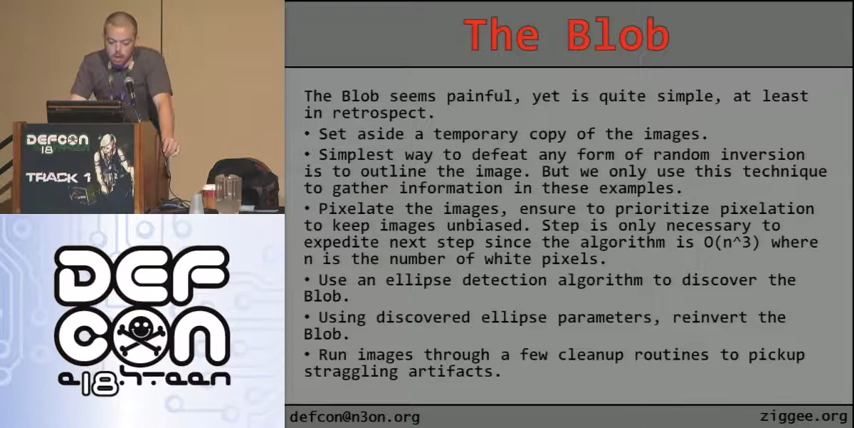 The Blob
The Blob seems painful, yet is quite simple, at least
in retrospect.
• Set aside a temporary copy of the images.
• Simplest way to defeat any form of random inversion
is to outline the image. But we only use this technique
to gather information in these examples.
• Pixelate the images, ensure to prioritize pixelation
to keep images unbiased. Step is only necessary to
expedite next step since the algorithm is O(n^3) where
n is the number of white pixels.
• Use an ellipse detection algorithm to discover the
Blob.
• Using discovered ellipse parameters, reinvert the
Blob.
• Run images through a few cleanup routines to pickup
straggling artifacts.
defcon@n3on.org
ziggee.org
DEFCON
18
TRACK 1
DEF
CON
e18hteen